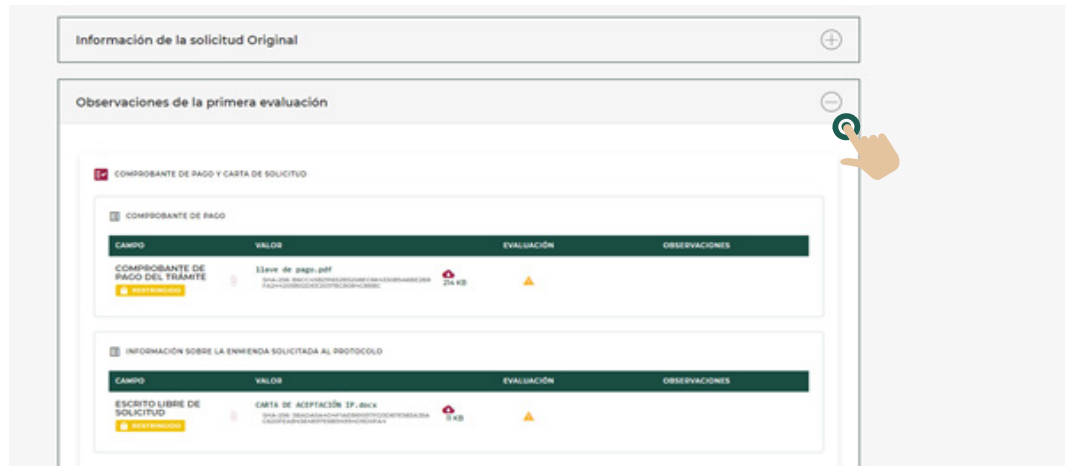 Información de la solicitud Original
Observaciones de la primera evaluación
COMPROBANTE DE PAGO Y CARTA DE SOLICITUD
COMPROBANTE DE PAGO
CAMPO VALOR EVALUACIÓN OBSERVACIONES
COMPROBANTE DE
PAGO DEL TRÁMITE
llave de pago.pdf
214 KB
RESTRINGIDO
INFORMACIÓN SOBRE LA ENMIENDA SOLICITADA AL PROTOCOLO
CAMPO VALOR EVALUACIÓN OBSERVACIONES
ESCRITO LIBRE DE
SOLICITUD
CARTA DE ACEPTACIÓN IP.docx
11 KB
RESTRINGIDO